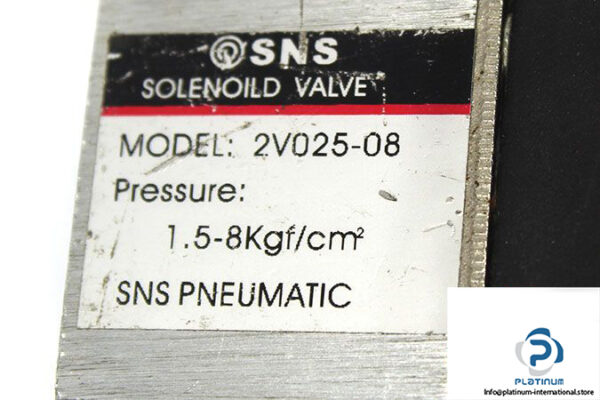 SNS
SOLENOILD VALVE
MODEL: 2V025-08
Pressure:
1.5-8Kgf/cm²
SNS PNEUMATIC
PLATINUM
Info@platinum-international.store